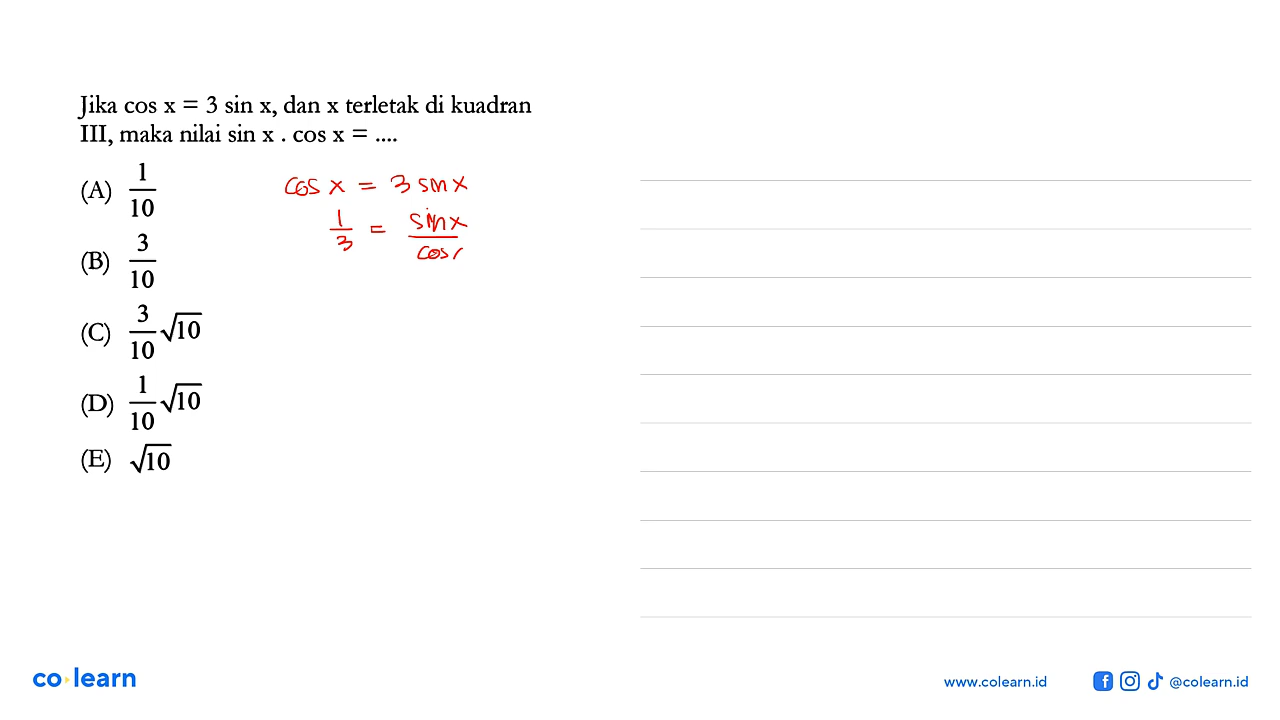 Jika cos x = 3 sin x, dan x terletak di kuadran
III, maka nilai sin x . cos x = ....
(A) 1/10
(B) 3/10
(C) 3/10 √10
(D) 1/10 √10
(E) √10
cos x = 3 sin x
1/3 = sin x / cos
co learn
www.colearn.id
@colearn.id